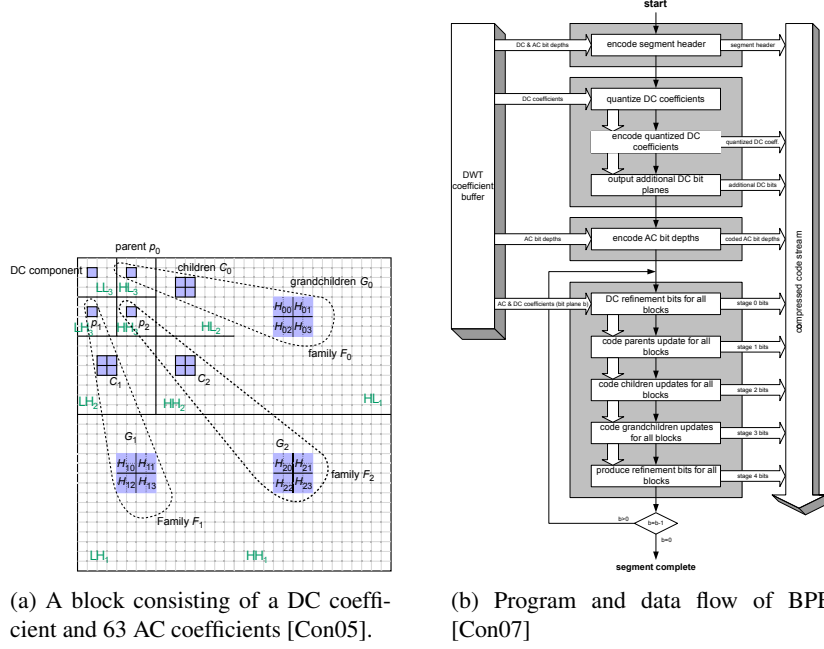 parent p0
DC component
children C0
grandchildren G0
LL3
HL3
H00 H01
H02 H03
p1
p2
LH3
HH3
HL2
family F0
C1
C2
LH2
HH2
HL1
G1
G2
H10 H11
H12 H13
H20 H21
H22 H23
family F2
Family F1
LH1
HH1
(a) A block consisting of a DC coeffi-
cient and 63 AC coefficients [Con05].
start
DC & AC bit depths
encode segment header
segment header
DC coefficients
quantize DC coefficients
encode quantized DC
coefficients
quantized DC coeff.
DWT
coefficient
buffer
output additional DC bit
planes
additional DC bits
AC bit depths
encode AC bit depths
coded AC bit depths
compressed code stream
AC & DC coefficients (bit plane b)
DC refinement bits for all
blocks
stage 0 bits
code parents update for all
blocks
stage 1 bits
code children updates for all
blocks
stage 2 bits
code grandchildren updates
for all blocks
stage 3 bits
produce refinement bits for all
blocks
stage 4 bits
b>0
b=b-1
b=0
segment complete
(b) Program and data flow of BPE
[Con07]